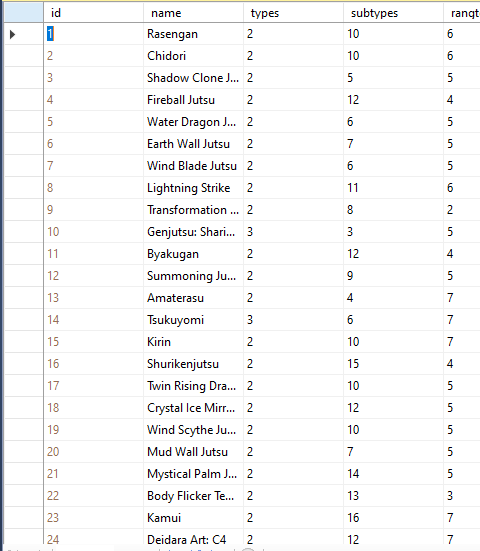 id name types subtypes rangt
1 Rasengan 2 10 6
2 Chidori 2 10 6
3 Shadow Clone J... 2 5 5
4 Fireball Jutsu 2 12 4
5 Water Dragon J... 2 6 5
6 Earth Wall Jutsu 2 7 5
7 Wind Blade Jutsu 2 6 5
8 Lightning Strike 2 11 6
9 Transformation ... 2 8 2
10 Genjutsu: Shari... 3 3 5
11 Byakugan 2 12 4
12 Summoning Ju... 2 9 5
13 Amaterasu 2 4 7
14 Tsukuyomi 3 6 7
15 Kirin 2 10 7
16 Shurikenjutsu 2 15 4
17 Twin Rising Dra... 2 10 5
18 Crystal Ice Mirr... 2 12 5
19 Wind Scythe Ju... 2 10 5
20 Mud Wall Jutsu 2 7 5
21 Mystical Palm J... 2 14 5
22 Body Flicker Te... 2 13 3
23 Kamui 2 16 7
24 Deidara Art: C4 2 12 7